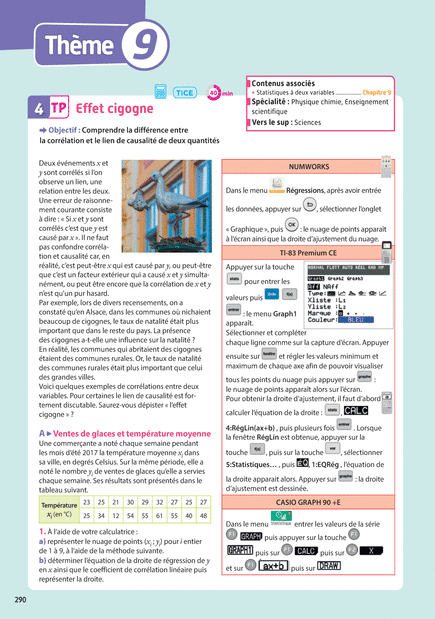 Thème 9
4 TP Effet cigogne
TICE
40 min
Contenus associés
• Statistiques à deux variables Chapitre 9
Spécialité : Physique chimie, Enseignement
scientifique
Vers le sup : Sciences
Objectif : Comprendre la différence entre
la corrélation et le lien de causalité de deux quantités
Deux événements x et
y sont corrélés si l'on
observe un lien, une
relation entre les deux.
Une erreur de raisonne-
ment courante consiste
à dire : « Si x et y sont
corrélés c'est que y est
causé par x ». Il ne faut
pas confondre corréla-
tion et causalité car, en
réalité, c'est peut-être x qui est causé par y, ou peut-être
que c'est un facteur extérieur qui a causé x et y simulta-
nément, ou peut être encore que la corrélation de x et y
n'est qu'un pur hasard.
Par exemple, lors de divers recensements, on a
constaté qu'en Alsace, dans les communes où nichaient
beaucoup de cigognes, le taux de natalité était plus
important que dans le reste du pays. La présence
des cigognes a-t-elle une influence sur la natalité ?
En réalité, les communes qui abritaient des cigognes
étaient des communes rurales. Or, le taux de natalité
des communes rurales était plus important que celui
des grandes villes.
Voici quelques exemples de corrélations entre deux
variables. Pour certaines le lien de causalité est for-
tement discutable. Saurez-vous dépister « l'effet
cigogne » ?
A Ventes de glaces et température moyenne
Une commerçante a noté chaque semaine pendant
les mois d'été 2017 la température moyenne xi dans
sa ville, en degrés Celsius. Sur la même période, elle a
noté le nombre yi de ventes de glaces qu'elle a servies
chaque semaine. Ses résultats sont présentés dans le
tableau suivant.
Température 23 25 21 30 29 32 27 25 27
xi (en °C) 25 34 12 54 55 61 55 40 48
1. À l'aide de votre calculatrice :
a) représenter le nuage de points (xi ; yi) pour i entier
de 1 à 9, à l'aide de la méthode suivante.
b) déterminer l'équation de la droite de régression de y
en x ainsi que le coefficient de corrélation linéaire puis
représenter la droite.
NUMWORKS
Dans le menu Régressions, après avoir entrée
les données, appuyer sur , sélectionner l'onglet
« Graphique », puis OK : le nuage de points apparaît
à l'écran ainsi que la droite d'ajustement du nuage.
TI-83 Premium CE
Appuyer sur la touche
stats pour entrer les
valeurs puis
entrer : le menu Graph1
apparaît.
NORMAL FLOTT AUTO RÉEL RAD MP
Graph1 Graph2 Graph3
Aff NAff
Type:
Xliste :L₁
Yliste :L₂
Marque :
Couleur: BLEU
Sélectionner et compléter
chaque ligne comme sur la capture d'écran. Appuyer
ensuite sur fenêtre et régler les valeurs minimum et
maximum de chaque axe afin de pouvoir visualiser
tous les points du nuage puis appuyer sur graphe :
le nuage de points apparaît alors sur l'écran.
Pour obtenir la droite d'ajustement, il faut d'abord
calculer l'équation de la droite : stats , CALC
4:RégLin(ax+b) , puis plusieurs fois entrer . Lorsque
la fenêtre RégLin est obtenue, appuyer sur la
touche f(x) , puis sur la touche var , sélectionner
5:Statistiques... , puis EQ, 1:EQRég , l'équation de
la droite apparaît alors. Appuyer sur graphe : la droite
d'ajustement est dessinée.
CASIO GRAPH 90 +E
Dans le menu Statistique entrer les valeurs de la série
F1 GRAPH puis appuyer sur la touche F1
GRAPH1 puis sur F1 CALC puis sur F2 X
et sur F1 ax+b puis sur DRAW
290